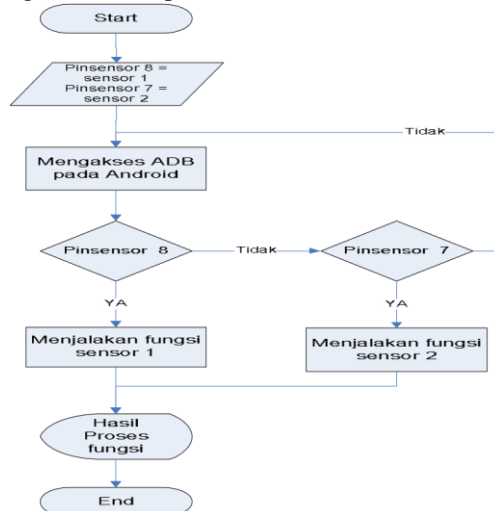 Start
Pinsensor 8 =
sensor 1
Pinsensor 7 =
sensor 2
Tidak
Mengakses ADB
pada Android
Pinsensor 8
Tidak
Pinsensor 7
YA
YA
Menjalakan fungsi
sensor 1
Menjalakan fungsi
sensor 2
Hasil
Proses
fungsi
End